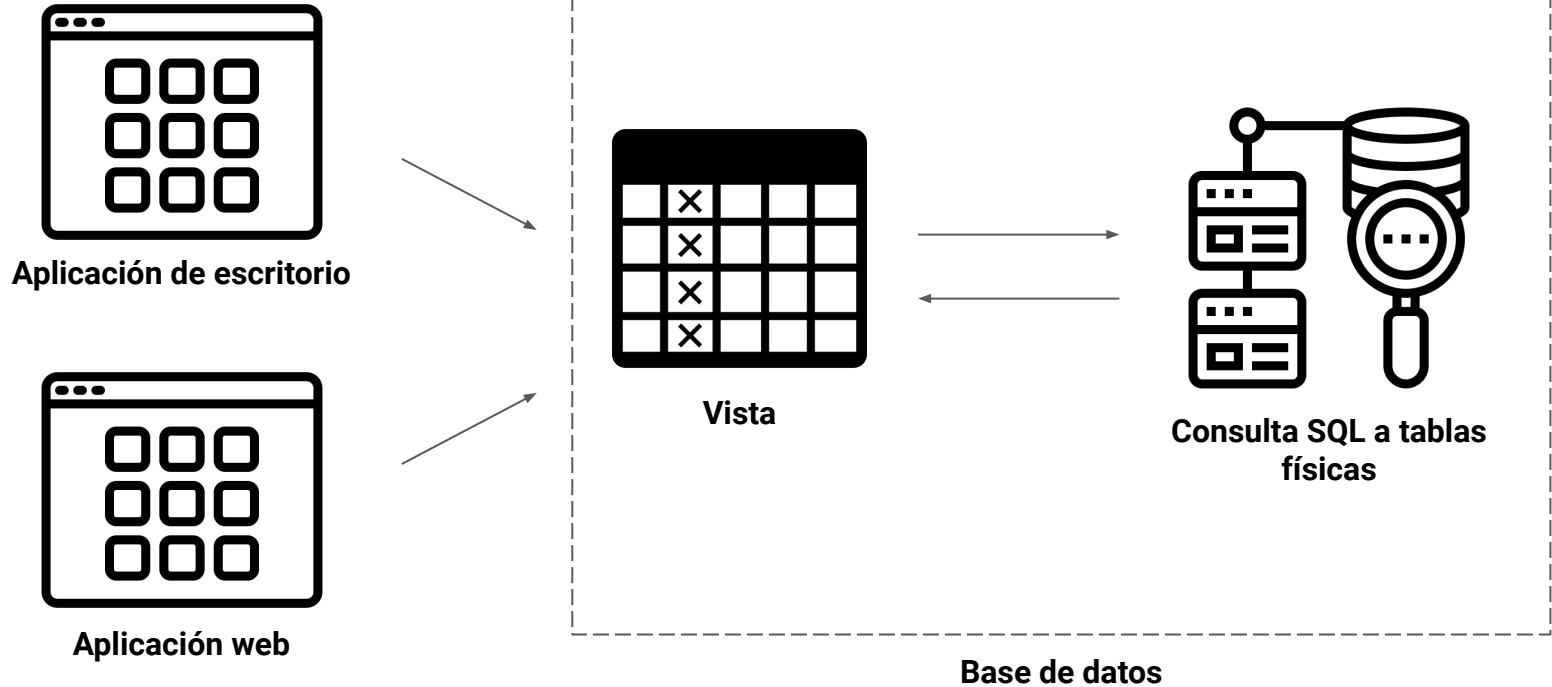 Aplicación de escritorio
Vista
Consulta SQL a tablas
físicas
Aplicación web
Base de datos